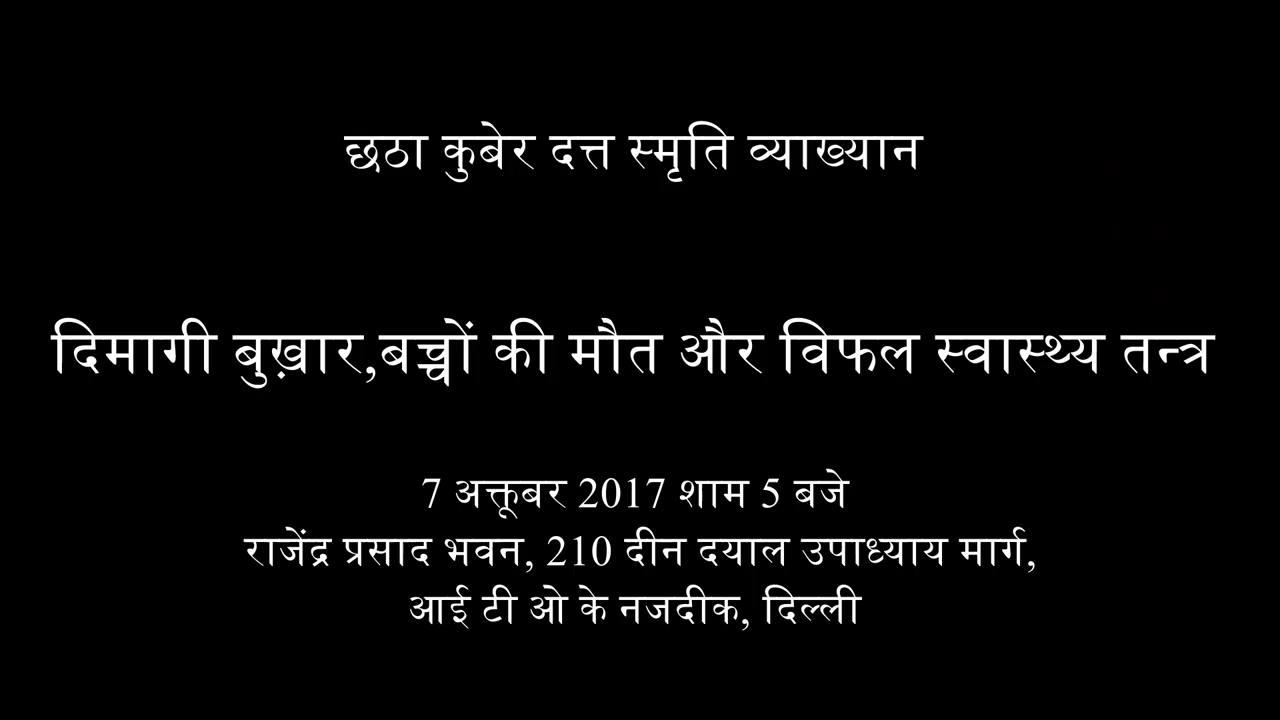 छठा कुबेर दत्त स्मृति व्याख्यान
दिमागी बुख़ार,बच्चों की मौत और विफल स्वास्थ्य तन्त्र
7 अक्तूबर 2017 शाम 5 बजे
राजेंद्र प्रसाद भवन, 210 दीन दयाल उपाध्याय मार्ग,
आई टी ओ के नजदीक, दिल्ली